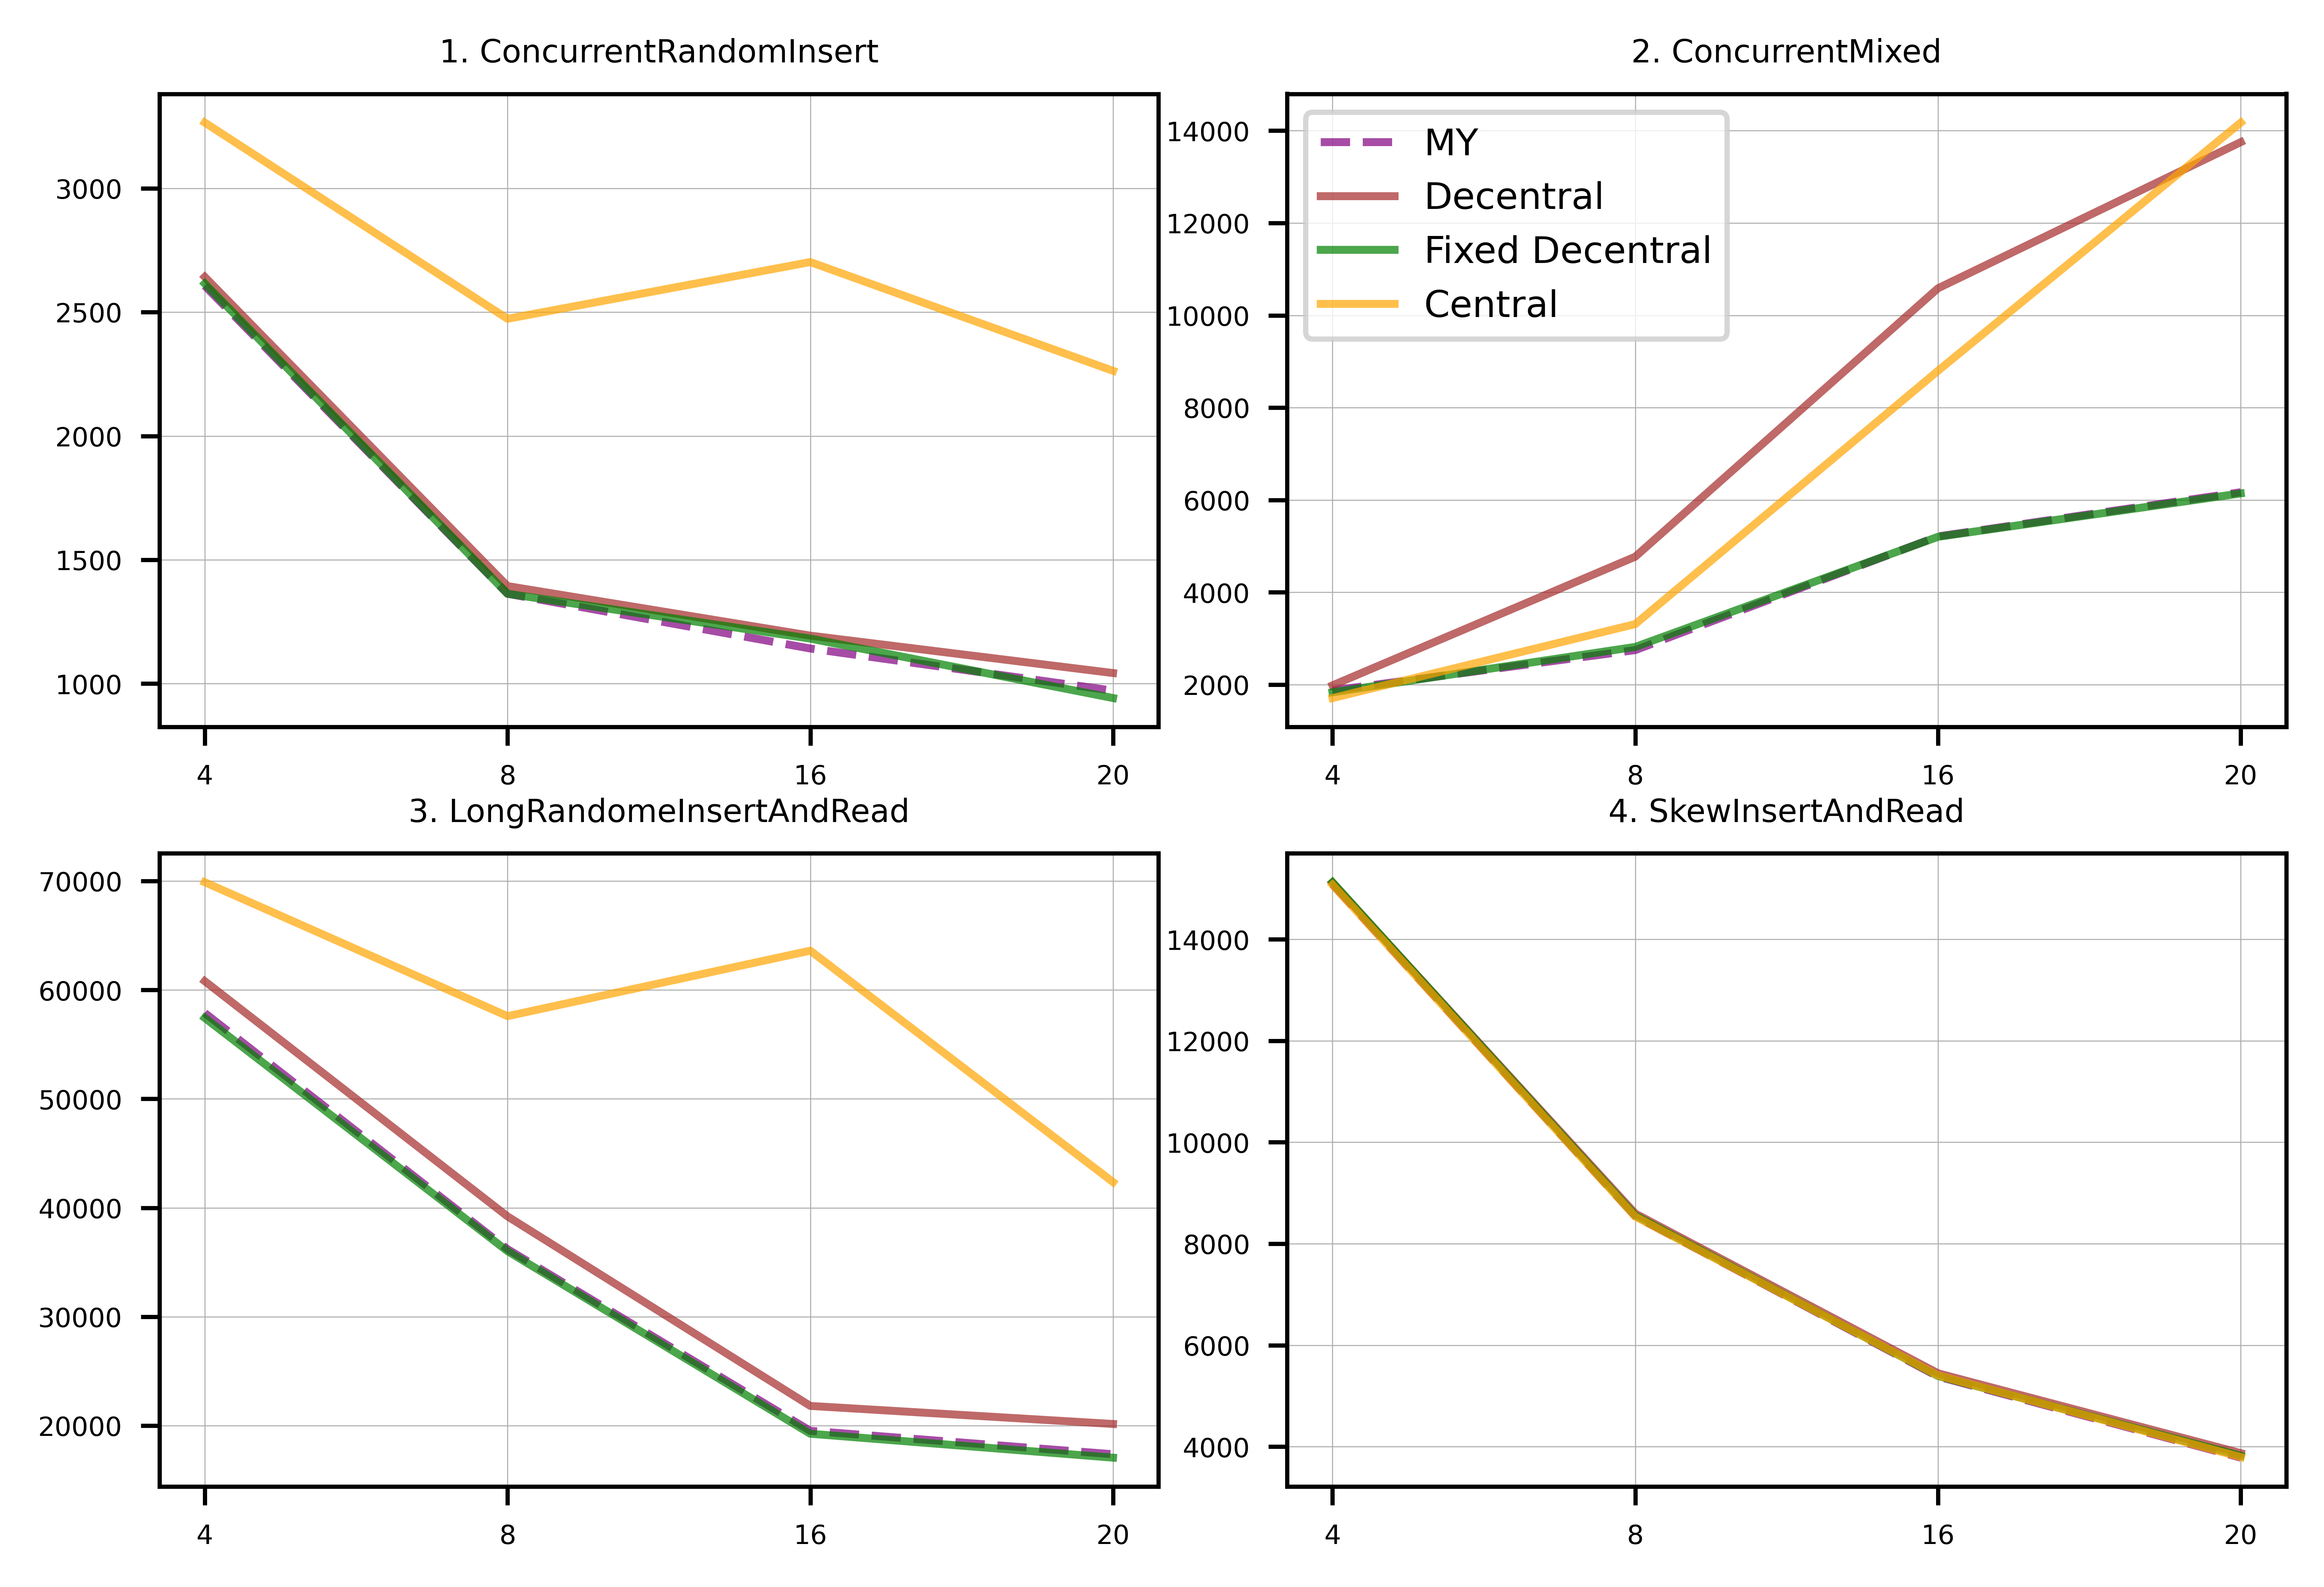 1. ConcurrentRandomInsert
3000
2500
2000
1500
1000
4 8 16 20
2. ConcurrentMixed
14000
12000
10000
8000
6000
4000
2000
MY
Decentral
Fixed Decentral
Central
4 8 16 20
3. LongRandomeInsertAndRead
70000
60000
50000
40000
30000
20000
4 8 16 20
4. SkewInsertAndRead
14000
12000
10000
8000
6000
4000
4 8 16 20